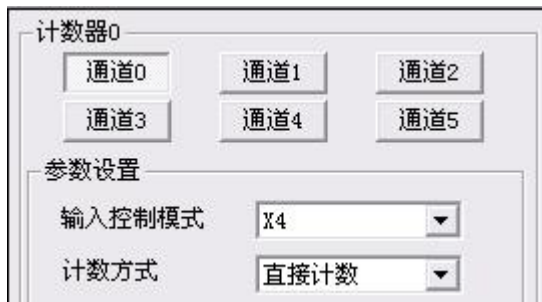 计数器0
通道0 通道1 通道2
通道3 通道4 通道5
参数设置
输入控制模式 X4
计数方式 直接计数